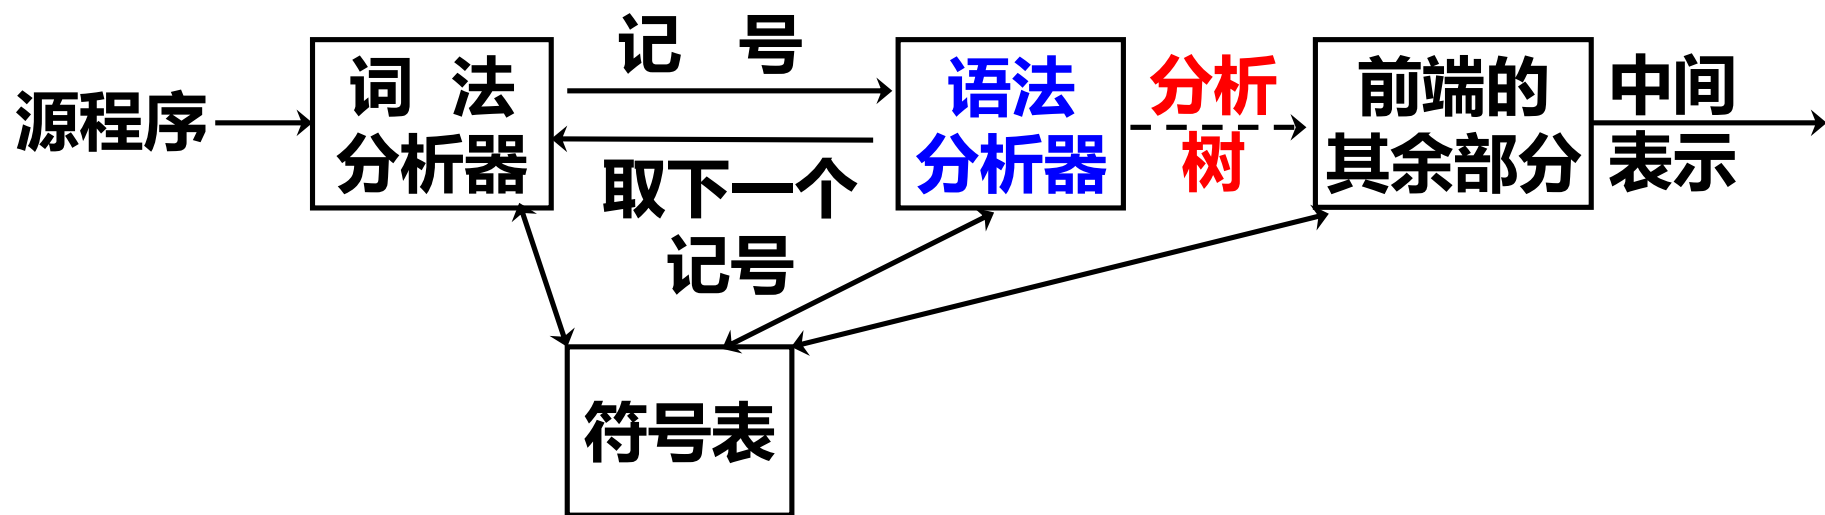 源程序
词 法
分析器
记 号
取下一个
记号
语法
分析器
分析
树
前端的
其余部分
中间
表示
符号表